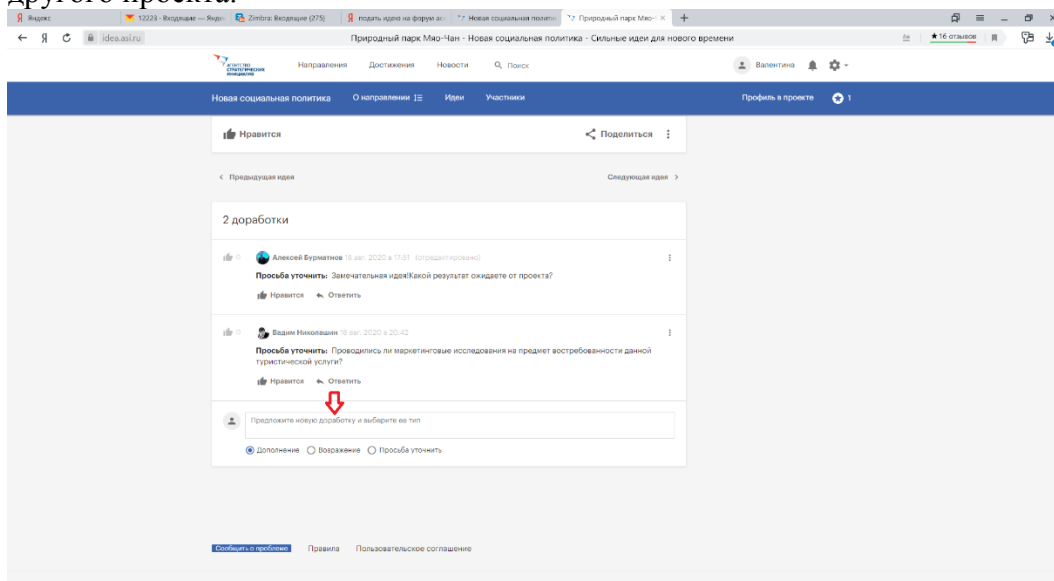 другого проекта.
Яндекс
12223 · Входящие — Яндекс
Zimbra: Входящие (275)
подать идею на форум ас
Новая социальная полити
Природный парк Мяо-Ч
idea.asi.ru
Природный парк Мяо-Чан - Новая социальная политика - Сильные идеи для нового времени
★16 отзывов
АГЕНТСТВО
СТРАТЕГИЧЕСКИХ
ИНИЦИАТИВ
Направления Достижения Новости Поиск
Валентина
Новая социальная политика О направлении Идеи Участники
Профиль в проекте 1
Нравится Поделиться
Предыдущая идея Следующая идея
2 доработки
0 Алексей Бурматнов 18 авг. 2020 в 17:31 (отредактировано)
Просьба уточнить: Замечательная идея!Какой результат ожидаете от проекта?
Нравится Ответить
0 Вадим Николашин 18 авг. 2020 в 20:42
Просьба уточнить: Проводились ли маркетинговые исследования на предмет востребованности данной
туристической услуги?
Нравится Ответить
Предложите новую доработку и выберите ее тип
Дополнение Возражение Просьба уточнить
Сообщить о проблеме Правила Пользовательское соглашение